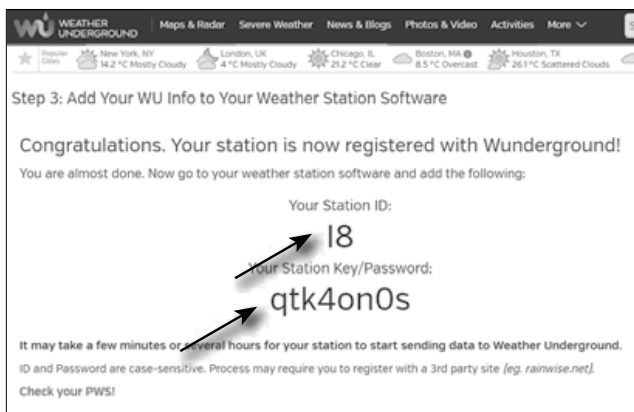 WEATHER UNDERGROUND Maps & Radar Severe Weather News & Blogs Photos & Video Activities More
Popular Cities New York, NY 14.2 °C Mostly Cloudy London, UK 4 °C Mostly Cloudy Chicago, IL 21.2 °C Clear Boston, MA 8.5 °C Overcast Houston, TX 26.1 °C Scattered Clouds
Step 3: Add Your WU Info to Your Weather Station Software
Congratulations. Your station is now registered with Wunderground!
You are almost done. Now go to your weather station software and add the following:
Your Station ID:
I8
Your Station Key/Password:
qtk4on0s
It may take a few minutes or several hours for your station to start sending data to Weather Underground.
ID and Password are case-sensitive. Process may require you to register with a 3rd party site (eg. rainwise.net).
Check your PWS!